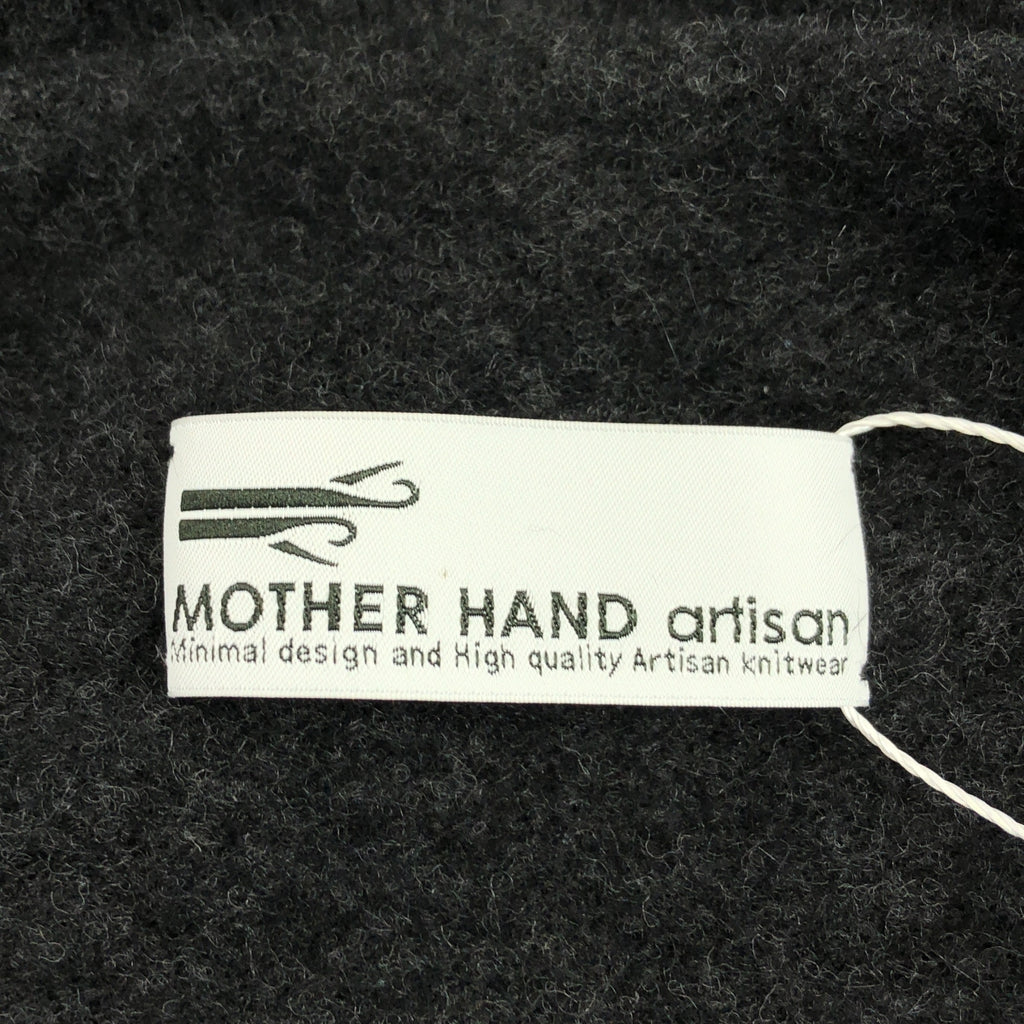 MOTHER HAND artisan
Minimal design and High quality Artisan knitwear